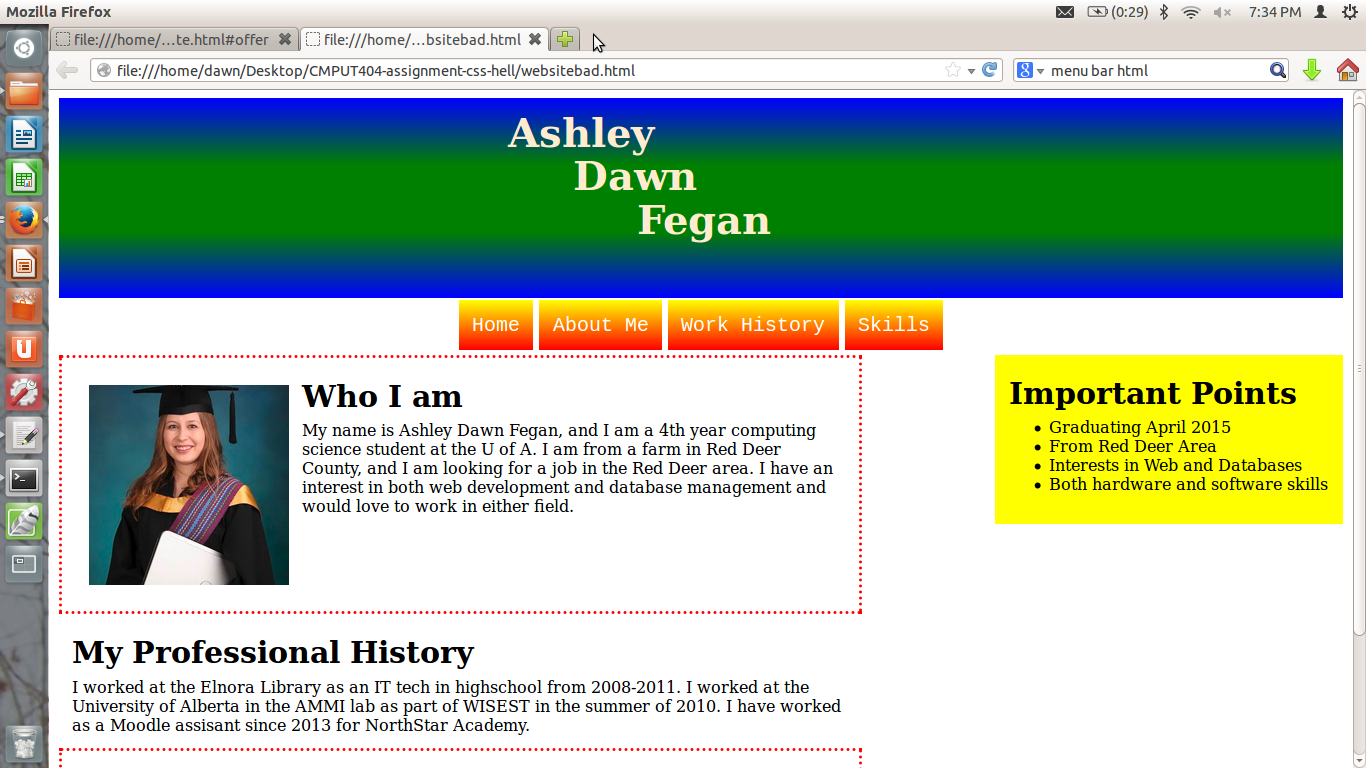 Mozilla Firefox
(0:29)
7:34 PM
file:///home/...te.html#offer
file:///home/...bsitebad.html
file:///home/dawn/Desktop/CMPUT404-assignment-css-hell/websitebad.html
menu bar html
Ashley
Dawn
Fegan
Home
About Me
Work History
Skills
Who I am
My name is Ashley Dawn Fegan, and I am a 4th year computing
science student at the U of A. I am from a farm in Red Deer
County, and I am looking for a job in the Red Deer area. I have an
interest in both web development and database management and
would love to work in either field.
Important Points
Graduating April 2015
From Red Deer Area
Interests in Web and Databases
Both hardware and software skills
My Professional History
I worked at the Elnora Library as an IT tech in highschool from 2008-2011. I worked at the
University of Alberta in the AMMI lab as part of WISEST in the summer of 2010. I have worked
as a Moodle assisant since 2013 for NorthStar Academy.